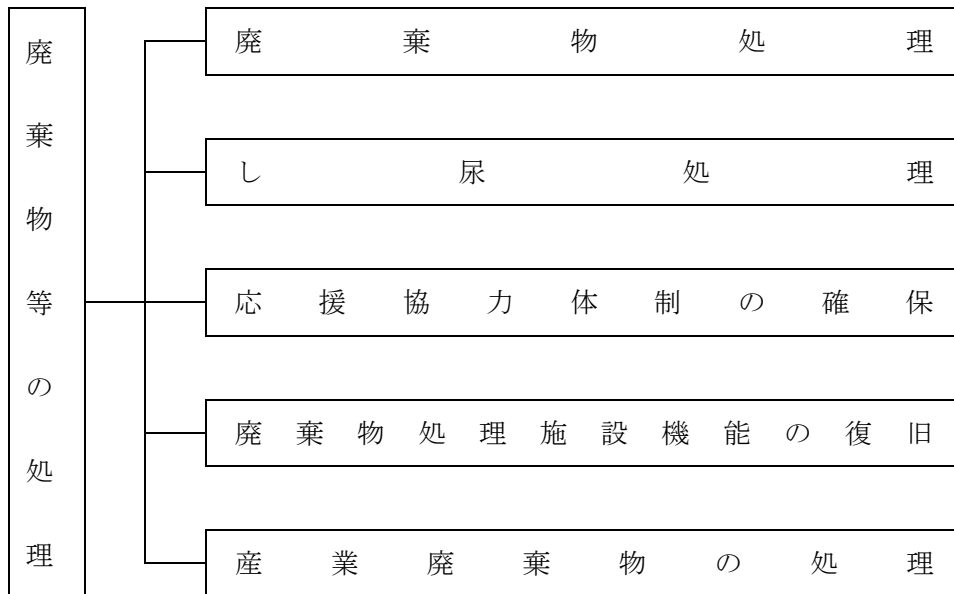 廃棄物等の処理
廃棄物処理
し尿処理
応援協力体制の確保
廃棄物処理施設機能の復旧
産業廃棄物の処理